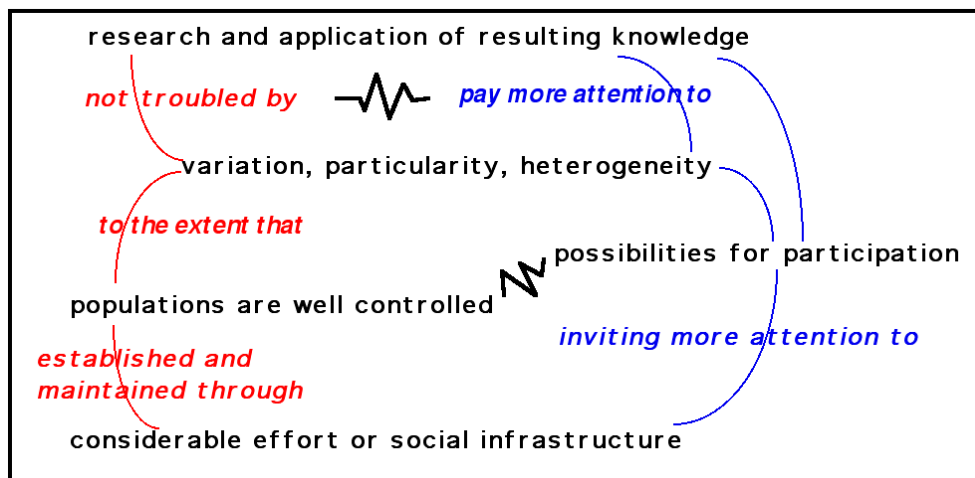 research and application of resulting knowledge
not troubled by
pay more attention to
variation, particularity, heterogeneity
to the extent that
possibilities for participation
populations are well controlled
inviting more attention to
established and
maintained through
considerable effort or social infrastructure